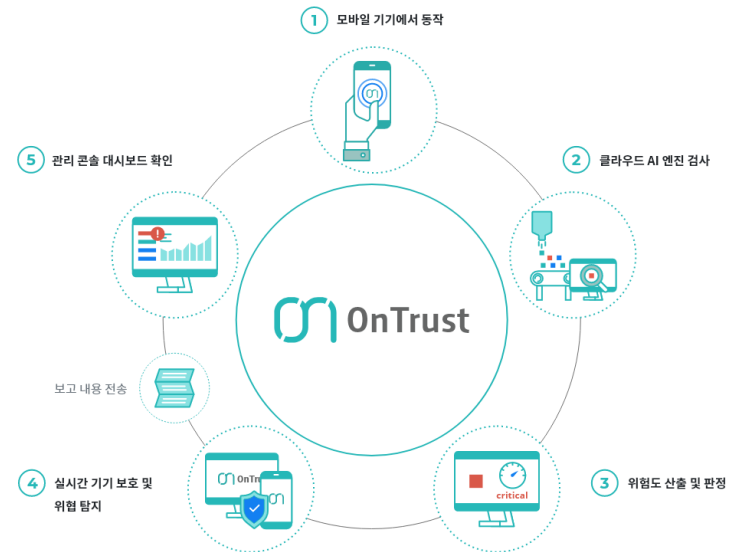 1 모바일 기기에서 동작
2 클라우드 AI 엔진 검사
3 위험도 산출 및 판정
critical
4 실시간 기기 보호 및
위협 탐지
OnTru
보고 내용 전송
5 관리 콘솔 대시보드 확인
OnTrust